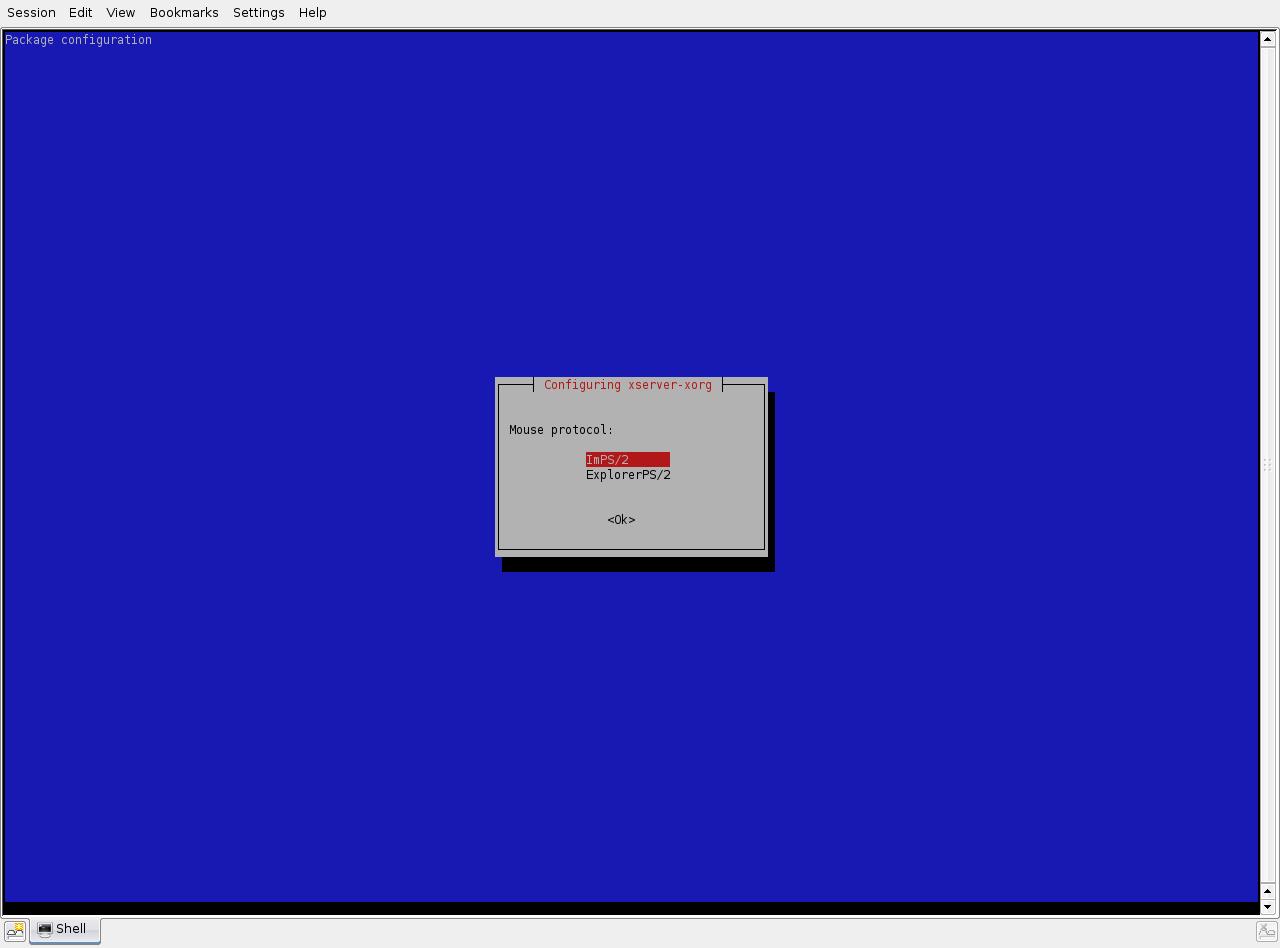 Session Edit View Bookmarks Settings Help
Package configuration
Configuring xserver-xorg
Mouse protocol:
ImPS/2
ExplorerPS/2
<Ok>
Shell